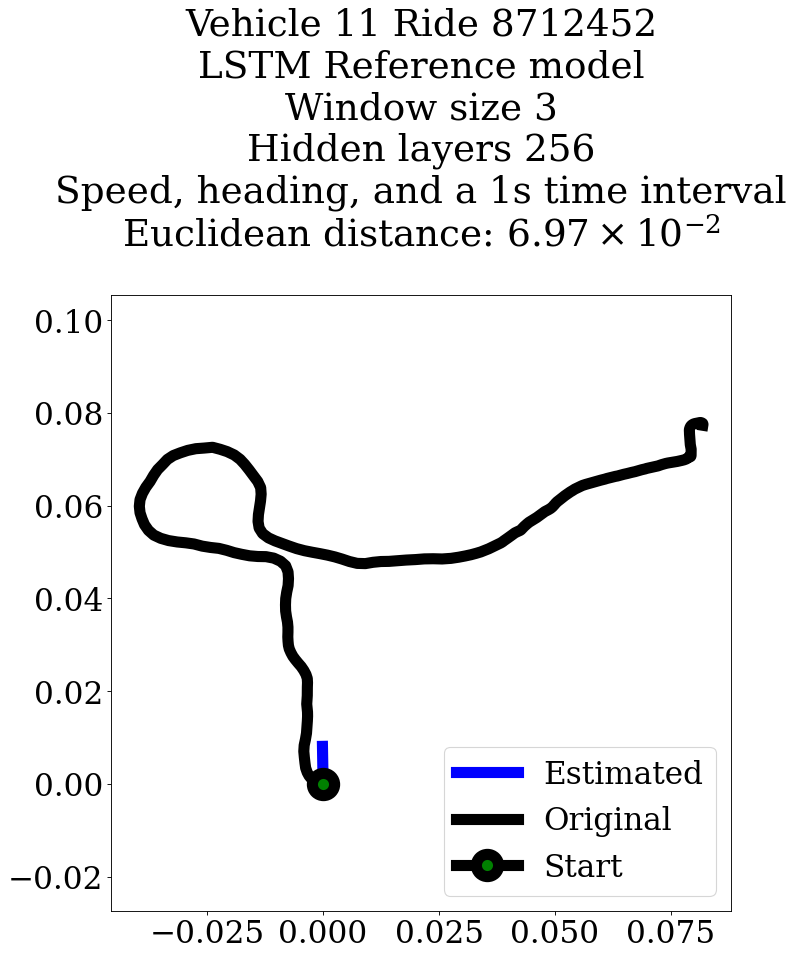 Vehicle 11 Ride 8712452
LSTM Reference model
Window size 3
Hidden layers 256
Speed, heading, and a 1s time interval
Euclidean distance: 6.97 × 10⁻²
0.10
0.08
0.06
0.04
0.02
0.00
−0.02
Estimated
Original
Start
−0.025 0.000 0.025 0.050 0.075